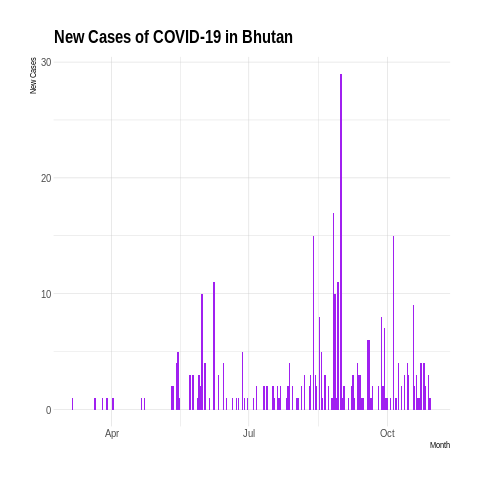 New Cases of COVID-19 in Bhutan
New Cases
30
20
10
0
Apr
Jul
Oct
Month